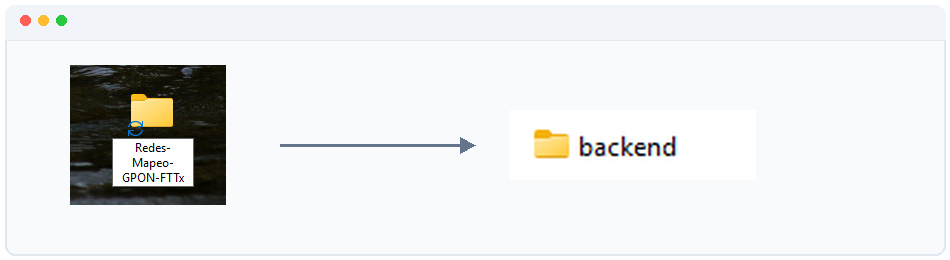 Redes-
Mapeo-
GPON-FTTx
backend